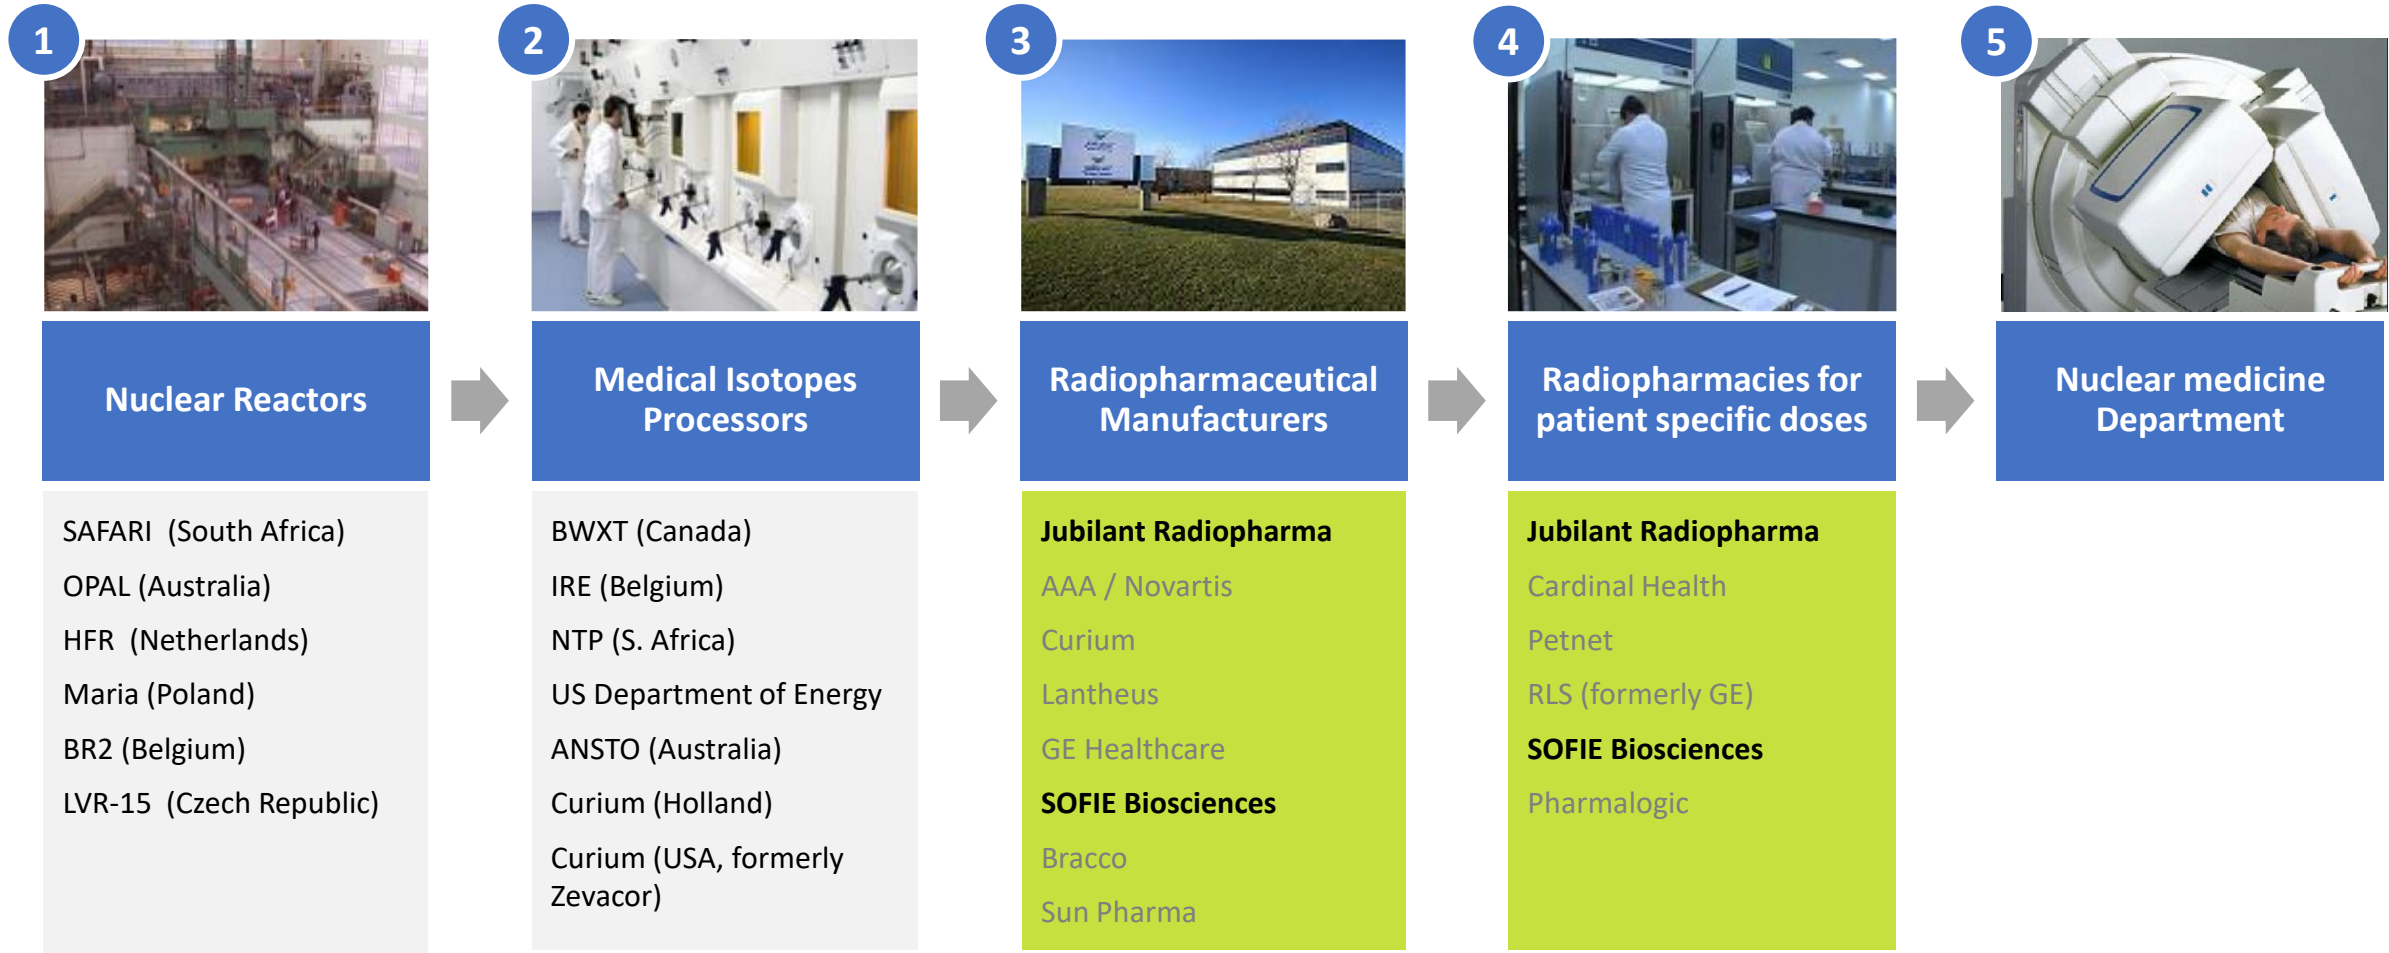 1
2
3
4
5
Nuclear Reactors
Medical Isotopes
Processors
Radiopharmaceutical
Manufacturers
Radiopharmacies for
patient specific doses
Nuclear medicine
Department
SAFARI (South Africa)
OPAL (Australia)
HFR (Netherlands)
Maria (Poland)
BR2 (Belgium)
LVR-15 (Czech Republic)
BWXT (Canada)
IRE (Belgium)
NTP (S. Africa)
US Department of Energy
ANSTO (Australia)
Curium (Holland)
Curium (USA, formerly
Zevacor)
Jubilant Radiopharma
AAA / Novartis
Curium
Lantheus
GE Healthcare
SOFIE Biosciences
Bracco
Sun Pharma
Jubilant Radiopharma
Cardinal Health
Petnet
RLS (formerly GE)
SOFIE Biosciences
Pharmalogic